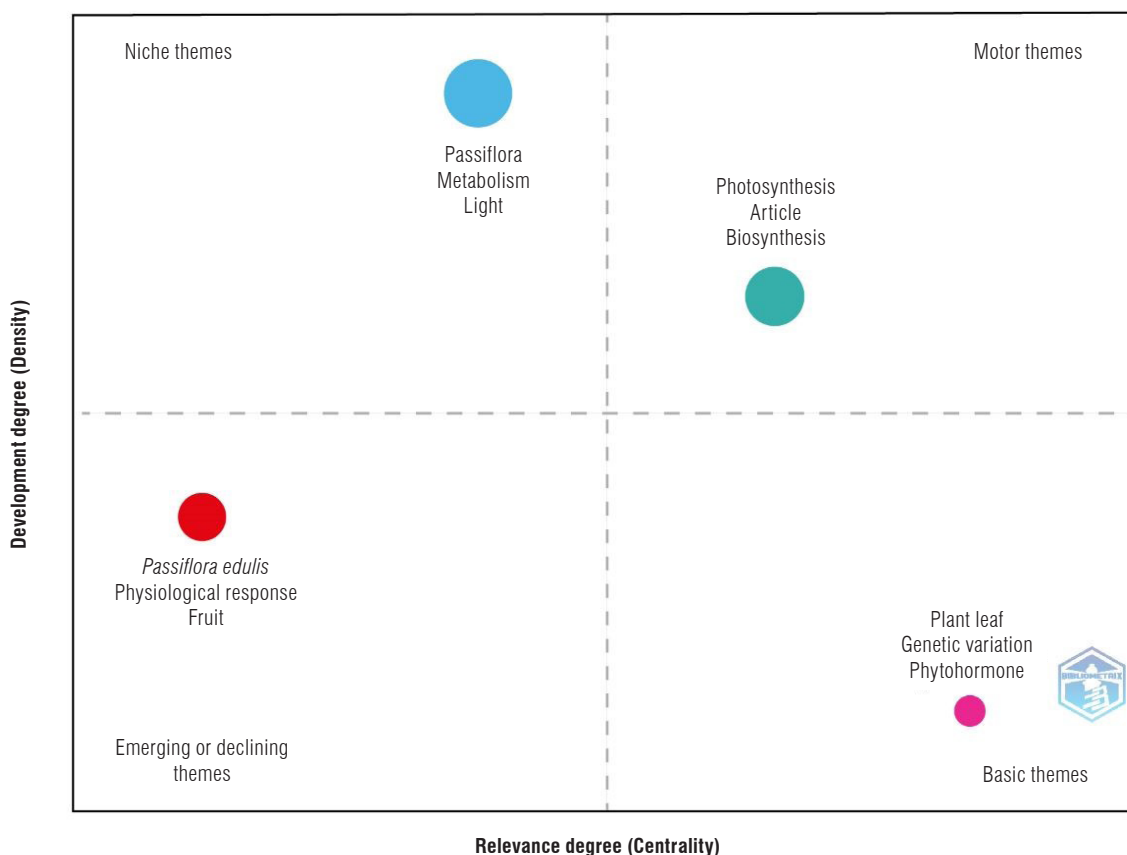 Niche themes
Motor themes
Passiflora
Metabolism
Light
Photosynthesis
Article
Biosynthesis
Development degree (Density)
Passiflora edulis
Physiological response
Fruit
Plant leaf
Genetic variation
Phytohormone
BIBLIOMETRIX
Emerging or declining
themes
Basic themes
Relevance degree (Centrality)